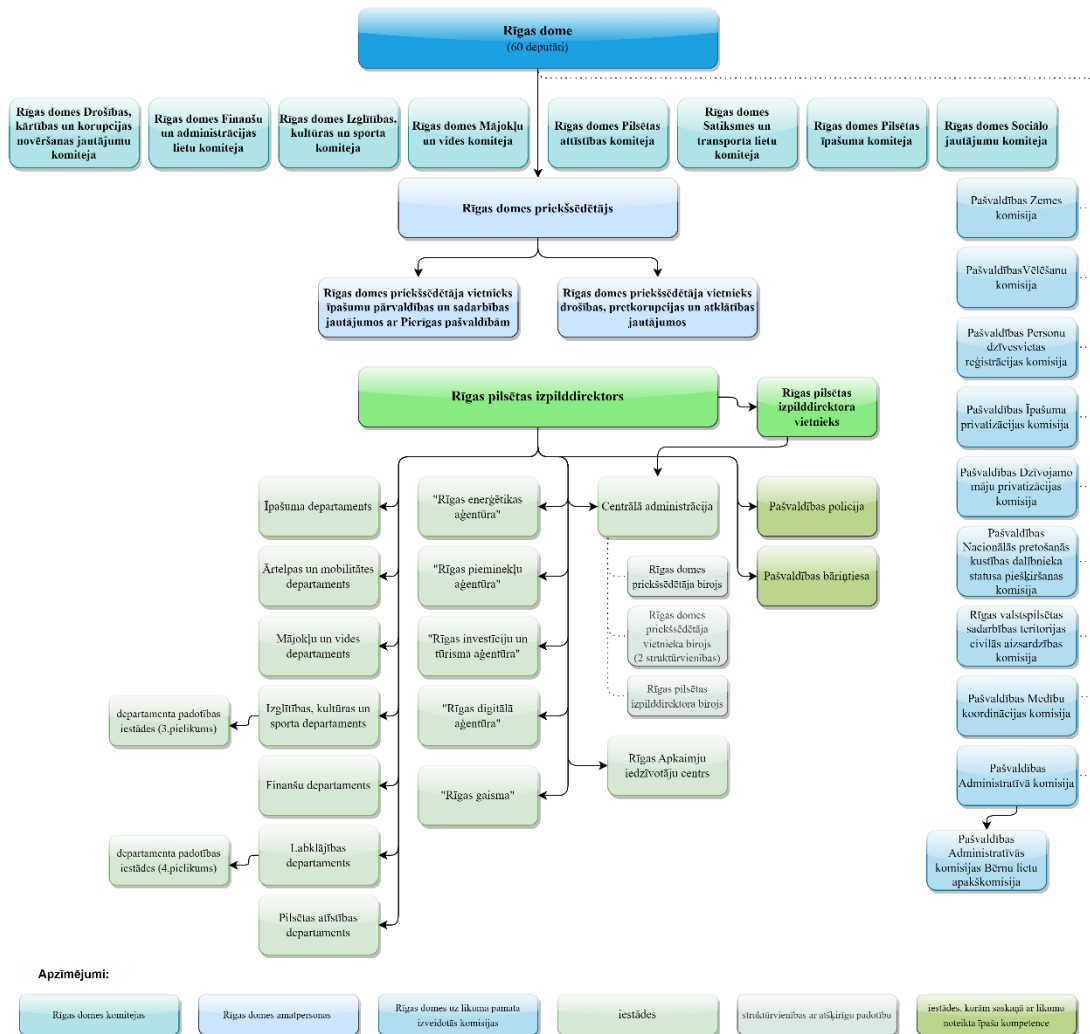 Rīgas dome
(60 deputāti)
Rīgas domes Drošības,
kārtības un korupcijas
novēršanas jautājumu
komiteja
Rīgas domes Finanšu
un administrācijas
lietu komiteja
Rīgas domes Izglītības,
kultūras un sporta
komiteja
Rīgas domes Mājokļu
un vides komiteja
Rīgas domes Pilsētas
attīstības komiteja
Rīgas domes
Satiksmes un
transporta lietu
komiteja
Rīgas domes Pilsētas
īpašuma komiteja
Rīgas domes Sociālo
jautājumu komiteja
Rīgas domes priekšsēdētājs
Rīgas domes priekšsēdētāja vietnieks
īpašumu pārvaldības un sadarbības
jautājumos ar Pierīgas pašvaldībām
Rīgas domes priekšsēdētāja vietnieks
drošības, pretkorupcijas un atklātības
jautājumos
Pašvaldības Zemes
komisija
PašvaldībasVēlēšanu
komisija
Pašvaldības Personu
dzīvesvietas
reģistrācijas komisija
Pašvaldības Īpašuma
privatizācijas komisija
Pašvaldības Dzīvojamo
māju privatizācijas
komisija
Pašvaldības
Nacionālās pretošanās
kustības dalībnieka
statusa piešķiršanas
komisija
Rīgas valstspilsētas
sadarbības teritorijas
civilās aizsardzības
komisija
Pašvaldības Medību
koordinācijas komisija
Pašvaldības
Administratīvā komisija
Pašvaldības
Administratīvās
komisijas Bērnu lietu
apakškomisija
Rīgas pilsētas izpilddirektors
Rīgas pilsētas
izpilddirektora
vietnieks
Īpašuma departaments
Ārtelpas un mobilitātes
departaments
Mājokļu un vides
departaments
Izglītības, kultūras un
sporta departaments
departamenta padotības
iestādes (3.pielikums)
Finanšu departaments
Labklājības
departaments
departamenta padotības
iestādes (4.pielikums)
Pilsētas attīstības
departaments
"Rīgas enerģētikas
aģentūra"
"Rīgas pieminekļu
aģentūra"
"Rīgas investīciju un
tūrisma aģentūra"
"Rīgas digitālā
aģentūra"
"Rīgas gaisma"
Centrālā administrācija
Rīgas domes
priekšsēdētāja birojs
Rīgas domes
priekšsēdētāja
vietnieka birojs
(2 struktūrvienības)
Rīgas pilsētas
izpilddirektora birojs
Rīgas Apkaimju
iedzīvotāju centrs
Pašvaldības policija
Pašvaldības bāriņtiesa
Apzīmējumi:
Rīgas domes komitejas
Rīgas domes amatpersonas
Rīgas domes uz likuma pamata
izveidotās komisijas
iestādes
struktūrvienības ar atšķirīgu padotību
iestādes, kurām saskaņā ar likumu
noteikta īpaša kompetence